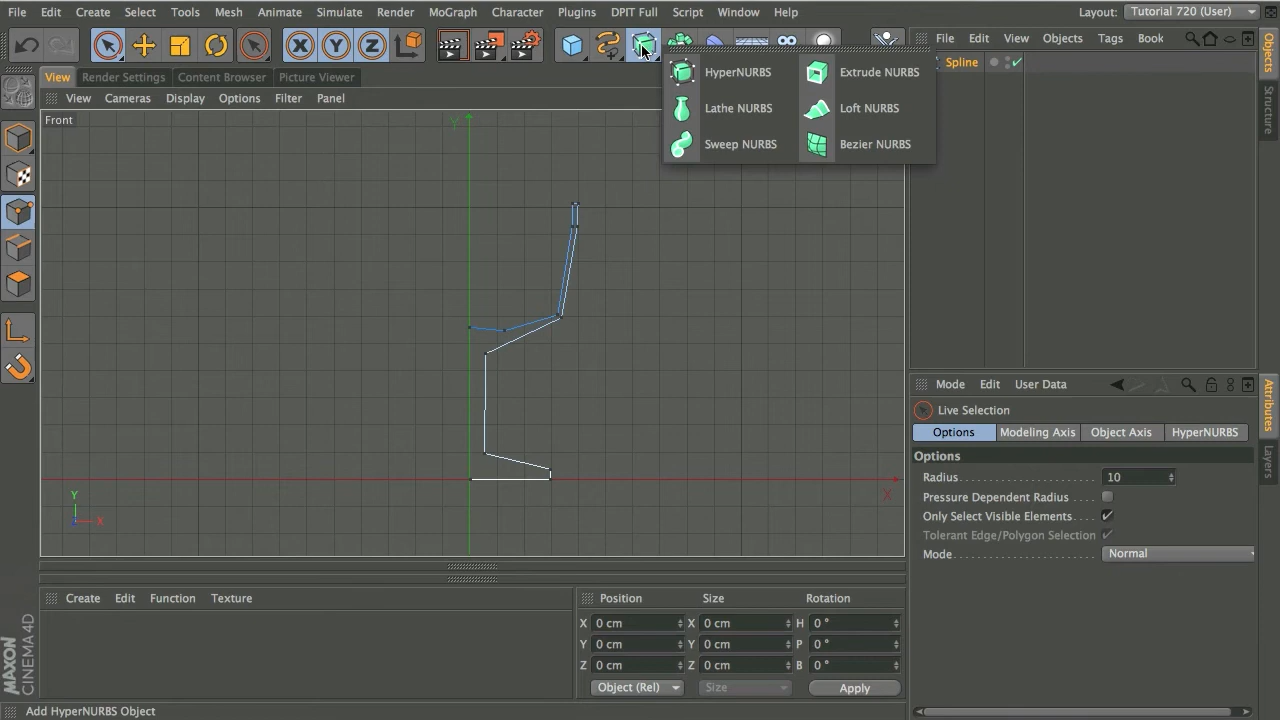 File Edit Create Select Tools Mesh Animate Simulate Render MoGraph Character Plugins DPIT Full Script Window Help Layout: Tutorial 720 (User)
X Y Z
View Render Settings Content Browser Picture Viewer
View Cameras Display Options Filter Panel
Front
Y
X
Y
X
HyperNURBS Extrude NURBS
Lathe NURBS Loft NURBS
Sweep NURBS Bezier NURBS
File Edit View Objects Tags Book
Spline
Objects
Structure
Mode Edit User Data
Live Selection
Options Modeling Axis Object Axis HyperNURBS
Options
Radius 10
Pressure Dependent Radius
Only Select Visible Elements
Tolerant Edge/Polygon Selection
Mode Normal
Attributes
Layers
Create Edit Function Texture
Position Size Rotation
X 0 cm X 0 cm H 0 °
Y 0 cm Y 0 cm P 0 °
Z 0 cm Z 0 cm B 0 °
Object (Rel) Size Apply
MAXON
CINEMA 4D
Add HyperNURBS Object